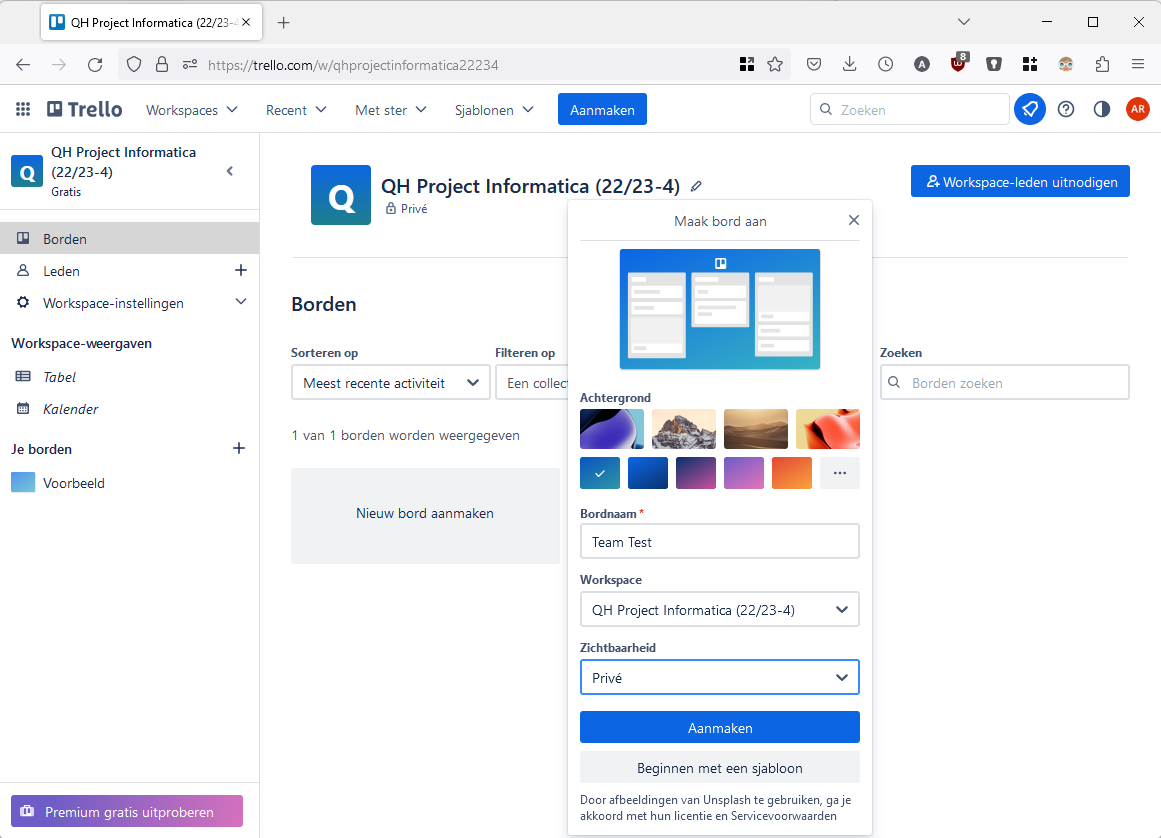 QH Project Informatica (22/23-4
https://trello.com/w/qhprojectinformatica22234
8
A
Trello
Workspaces
Recent
Met ster
Sjablonen
Aanmaken
Zoeken
AR
Q
QH Project Informatica
(22/23-4)
Gratis
Borden
Leden
Workspace-instellingen
Workspace-weergaven
Tabel
Kalender
Je borden
Voorbeeld
Premium gratis uitproberen
Q
QH Project Informatica (22/23-4)
Privé
Workspace-leden uitnodigen
Borden
Sorteren op
Meest recente activiteit
Filteren op
Een collec
Zoeken
Borden zoeken
1 van 1 borden worden weergegeven
Nieuw bord aanmaken
Maak bord aan
Achtergrond
Bordnaam *
Team Test
Workspace
QH Project Informatica (22/23-4)
Zichtbaarheid
Privé
Aanmaken
Beginnen met een sjabloon
Door afbeeldingen van Unsplash te gebruiken, ga je
akkoord met hun licentie en Servicevoorwaarden